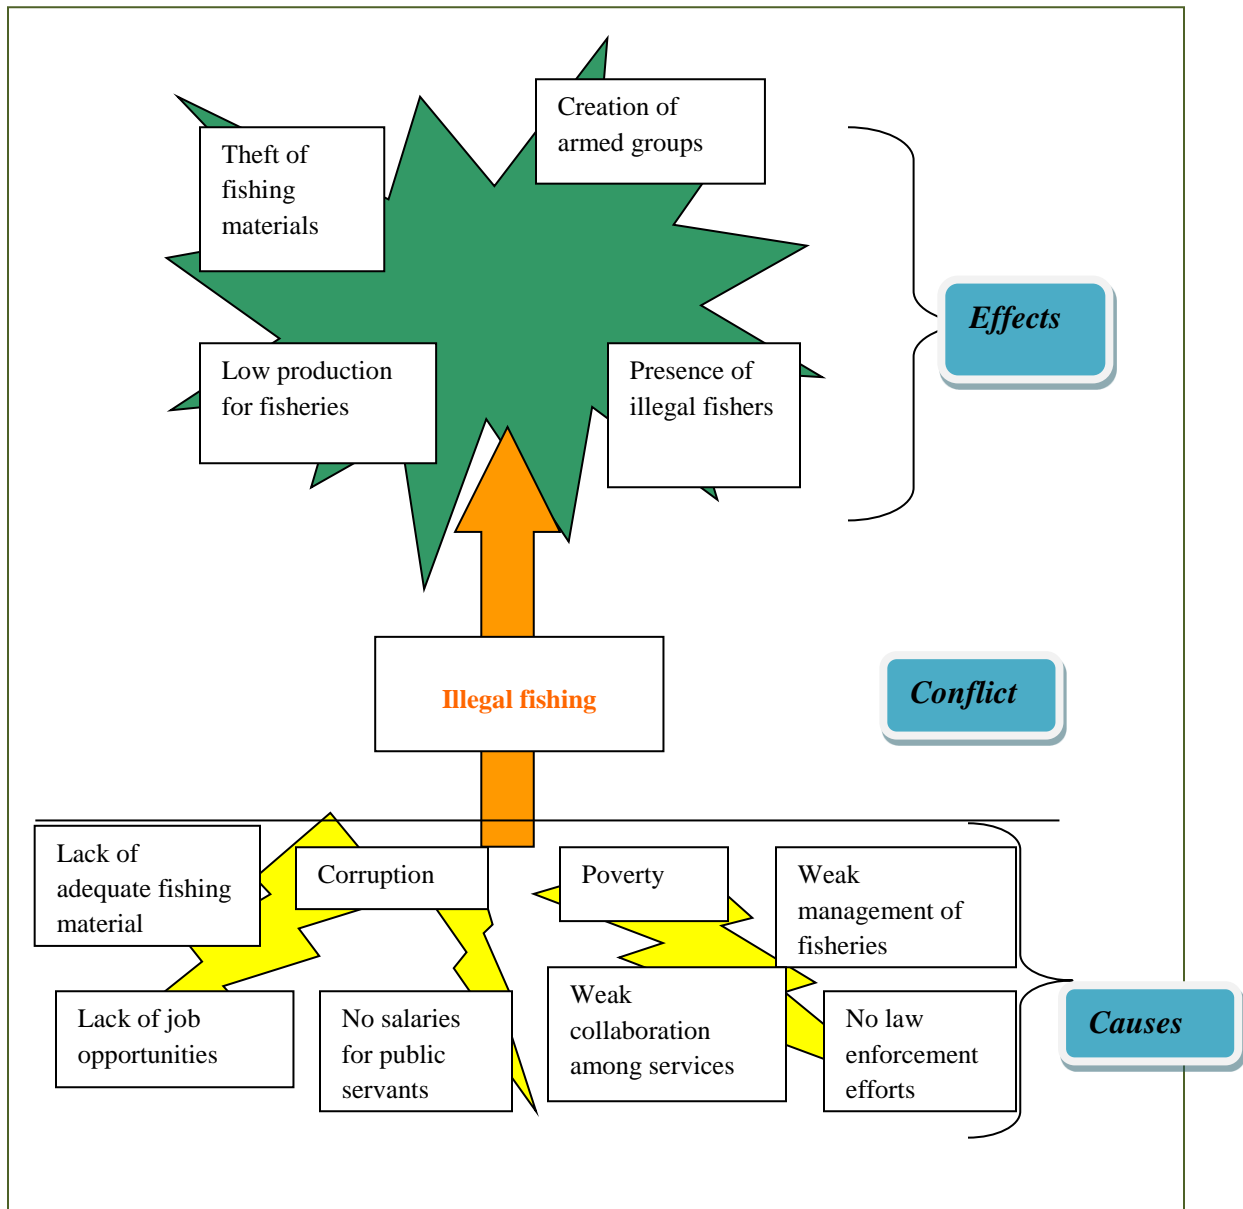 Creation of
armed groups
Theft of
fishing
materials
Effects
Low production
for fisheries
Presence of
illegal fishers
Illegal fishing
Conflict
Lack of
adequate fishing
material
Corruption
Poverty
Weak
management of
fisheries
Lack of job
opportunities
No salaries
for public
servants
Weak
collaboration
among services
No law
enforcement
efforts
Causes